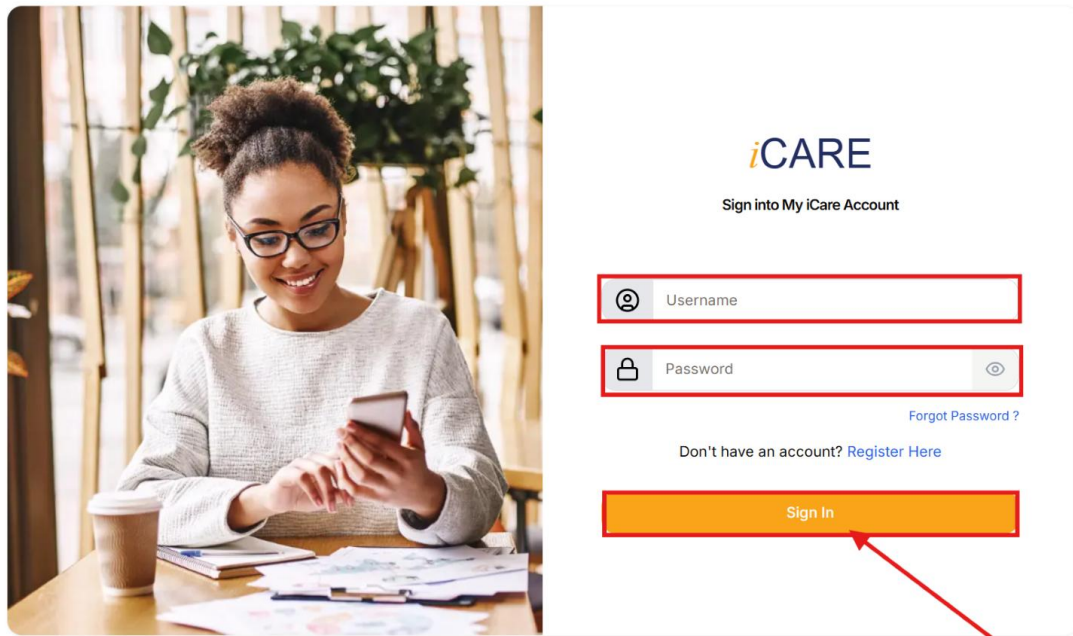 iCARE
Sign into My iCare Account
Username
Password
Forgot Password ?
Don't have an account? Register Here
Sign In